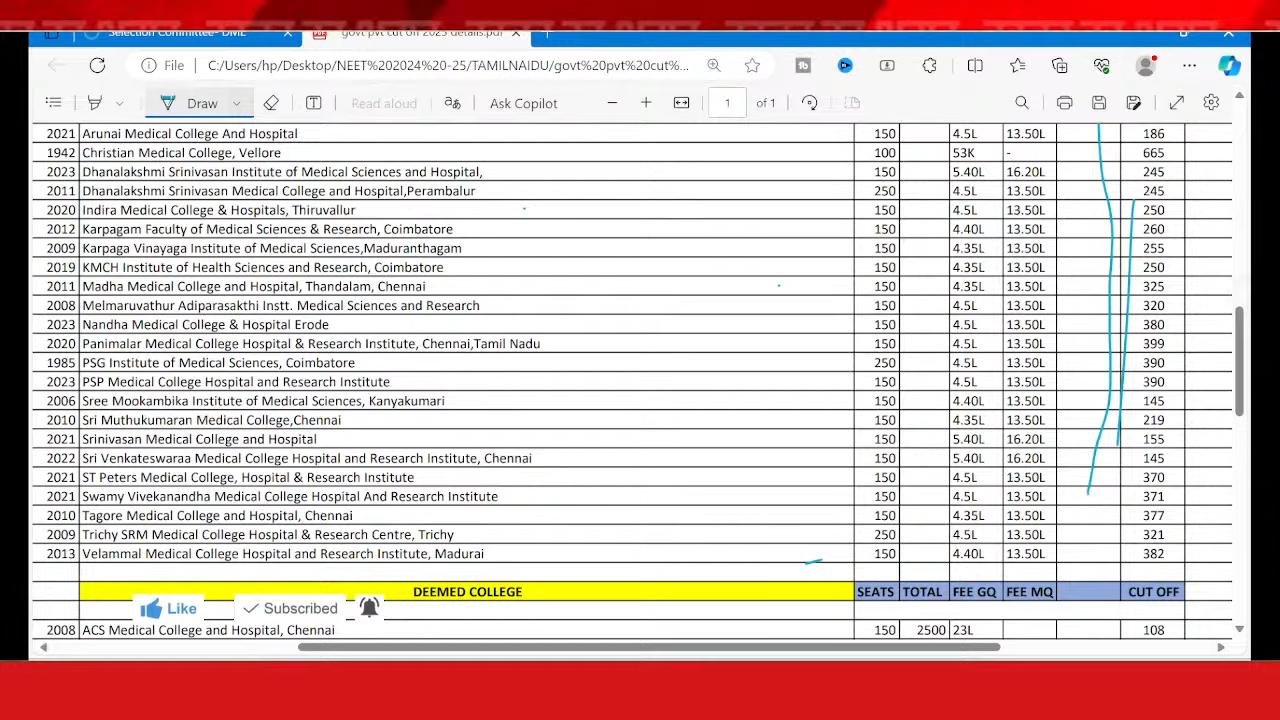 Selection Committee- DME
govt pvt cut off 2023 details.pdf
File C:/Users/hp/Desktop/NEET%202024%20-25/TAMILNAIDU/govt%20pvt%20cut%...
Draw Read aloud Ask Copilot 1 of 1
2021 Arunai Medical College And Hospital 150 4.5L 13.50L 186
1942 Christian Medical College, Vellore 100 53K - 665
2023 Dhanalakshmi Srinivasan Institute of Medical Sciences and Hospital, 150 5.40L 16.20L 245
2011 Dhanalakshmi Srinivasan Medical College and Hospital,Perambalur 250 4.5L 13.50L 245
2020 Indira Medical College & Hospitals, Thiruvallur 150 4.5L 13.50L 250
2012 Karpagam Faculty of Medical Sciences & Research, Coimbatore 150 4.40L 13.50L 260
2009 Karpaga Vinayaga Institute of Medical Sciences,Maduranthagam 150 4.35L 13.50L 255
2019 KMCH Institute of Health Sciences and Research, Coimbatore 150 4.35L 13.50L 250
2011 Madha Medical College and Hospital, Thandalam, Chennai 150 4.35L 13.50L 325
2008 Melmaruvathur Adiparasakthi Instt. Medical Sciences and Research 150 4.5L 13.50L 320
2023 Nandha Medical College & Hospital Erode 150 4.5L 13.50L 380
2020 Panimalar Medical College Hospital & Research Institute, Chennai,Tamil Nadu 150 4.5L 13.50L 399
1985 PSG Institute of Medical Sciences, Coimbatore 250 4.5L 13.50L 390
2023 PSP Medical College Hospital and Research Institute 150 4.5L 13.50L 390
2006 Sree Mookambika Institute of Medical Sciences, Kanyakumari 150 4.40L 13.50L 145
2010 Sri Muthukumaran Medical College,Chennai 150 4.35L 13.50L 219
2021 Srinivasan Medical College and Hospital 150 5.40L 16.20L 155
2022 Sri Venkateswaraa Medical College Hospital and Research Institute, Chennai 150 5.40L 16.20L 145
2021 ST Peters Medical College, Hospital & Research Institute 150 4.5L 13.50L 370
2021 Swamy Vivekanandha Medical College Hospital And Research Institute 150 4.5L 13.50L 371
2010 Tagore Medical College and Hospital, Chennai 150 4.35L 13.50L 377
2009 Trichy SRM Medical College Hospital & Research Centre, Trichy 250 4.5L 13.50L 321
2013 Velammal Medical College Hospital and Research Institute, Madurai 150 4.40L 13.50L 382
DEEMED COLLEGE SEATS TOTAL FEE GQ FEE MQ CUT OFF
Like Subscribed
2008 ACS Medical College and Hospital, Chennai 150 2500 23L 108